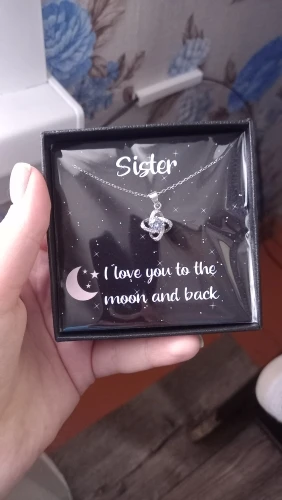 Sister
I love you to the
moon and back